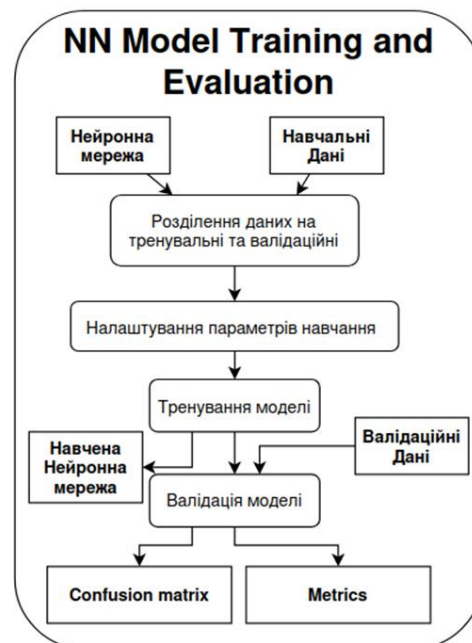 NN Model Training and
Evaluation
Нейронна
мережа
Навчальні
Дані
Розділення даних на
тренувальні та валідаційні
Налаштування параметрів навчання
Тренування моделі
Навчена
Нейронна
мережа
Валідаційні
Дані
Валідація моделі
Confusion matrix
Metrics